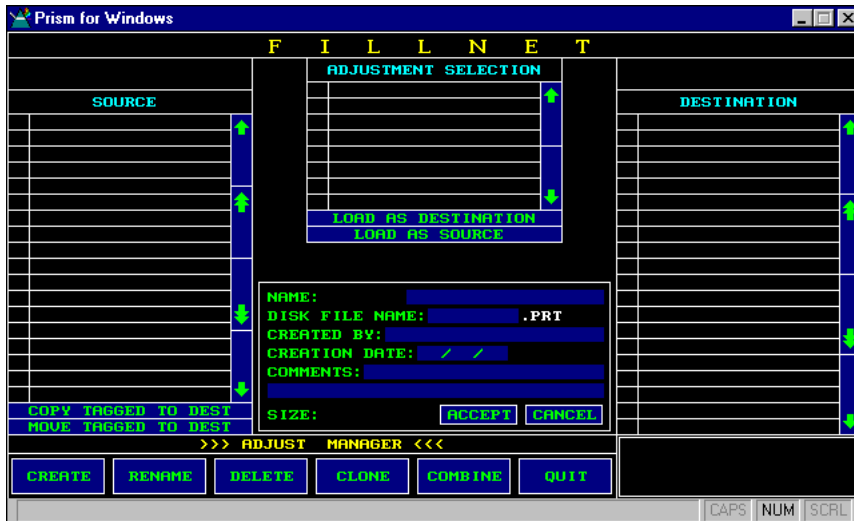 Prism for Windows
F I L L N E T
ADJUSTMENT SELECTION
SOURCE
DESTINATION
LOAD AS DESTINATION
LOAD AS SOURCE
NAME:
DISK FILE NAME: .PRT
CREATED BY:
CREATION DATE: / /
COMMENTS:
SIZE: ACCEPT CANCEL
COPY TAGGED TO DEST
MOVE TAGGED TO DEST
>>> ADJUST MANAGER <<<
CREATE RENAME DELETE CLONE COMBINE QUIT
CAPS NUM SCRL